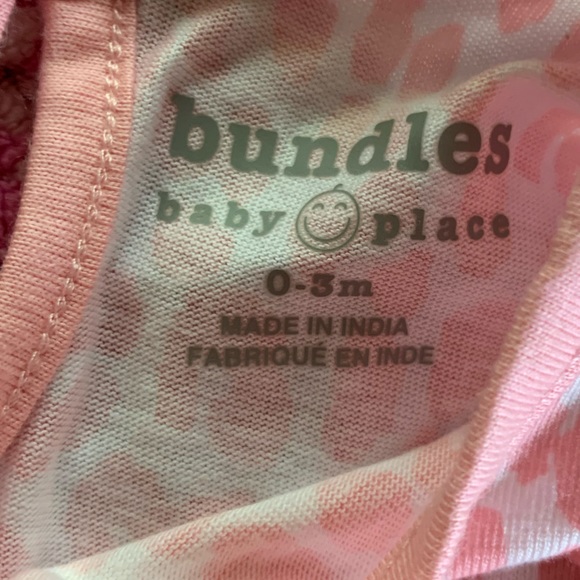 bundles
baby place
0-3m
MADE IN INDIA
FABRIQUÉ EN INDE